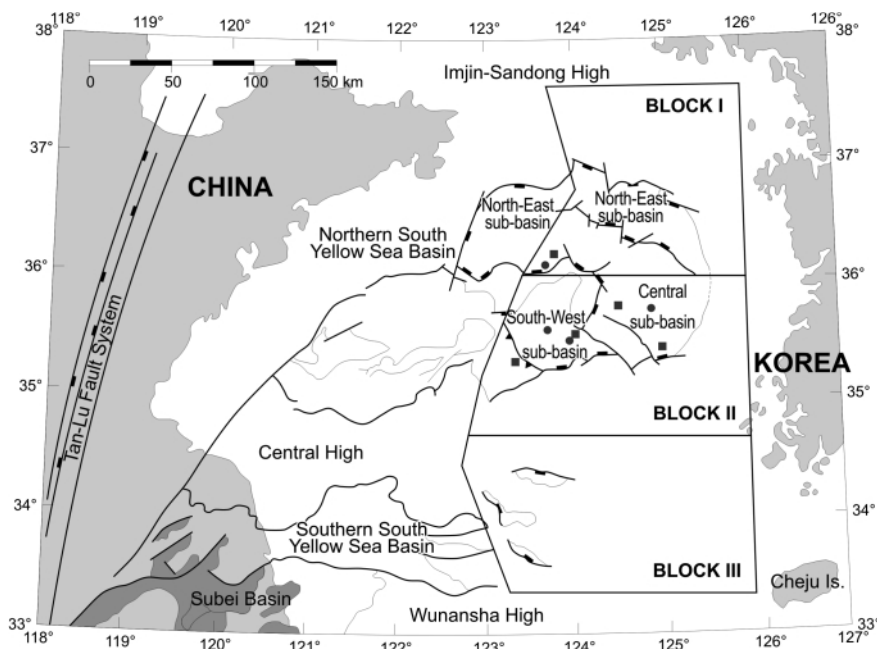 118° 119° 120° 121° 122° 123° 124° 125° 126°
38° 38°
0 50 100 150 km
Imjin-Sandong High
BLOCK I
37° 37°
CHINA
North-East
sub-basin
North-East
sub-basin
Northern South
Yellow Sea Basin
36° 36°
Central
sub-basin
South-West
sub-basin
Tan-Lu Fault System
KOREA
35° 35°
BLOCK II
Central High
34° 34°
Southern South
Yellow Sea Basin
BLOCK III
Cheju Is.
Subei Basin
Wunansha High
33° 33°
118° 119° 120° 121° 122° 123° 124° 125° 126° 127°